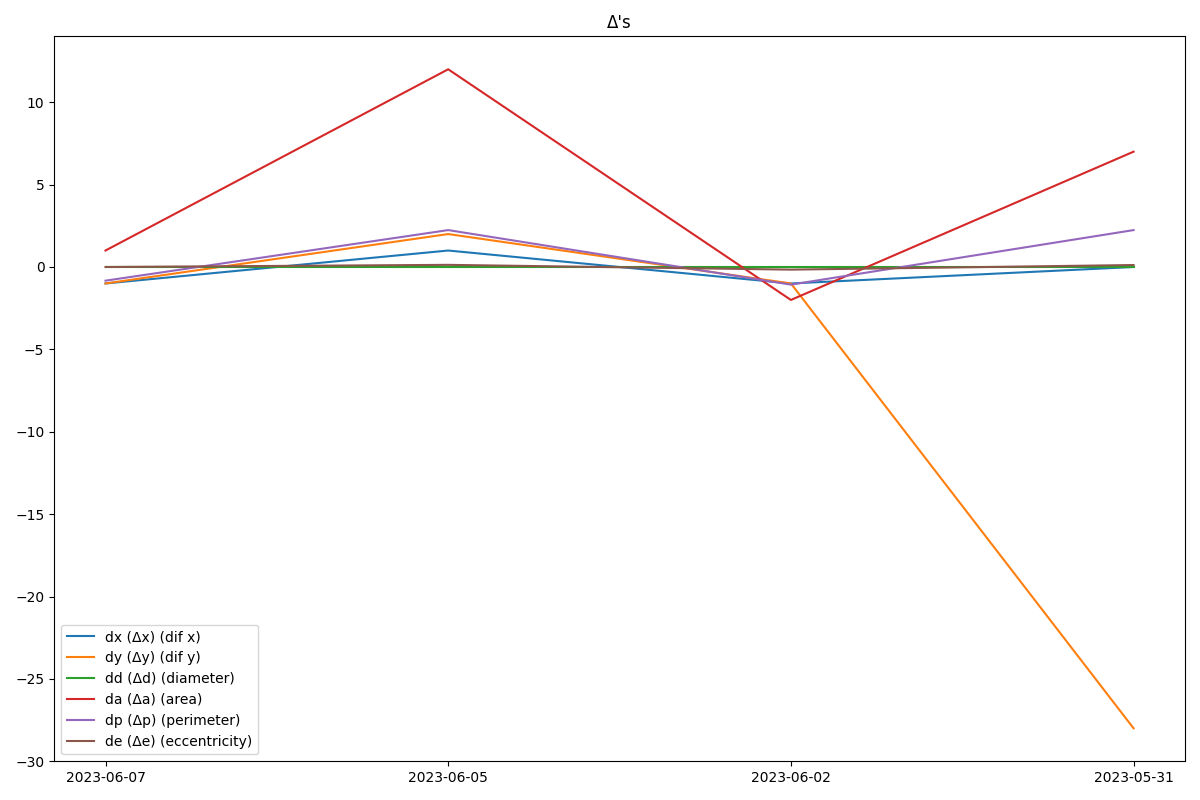 Δ's
10
5
0
−5
−10
−15
−20
−25
−30
dx (Δx) (dif x)
dy (Δy) (dif y)
dd (Δd) (diameter)
da (Δa) (area)
dp (Δp) (perimeter)
de (Δe) (eccentricity)
2023-06-07 2023-06-05 2023-06-02 2023-05-31